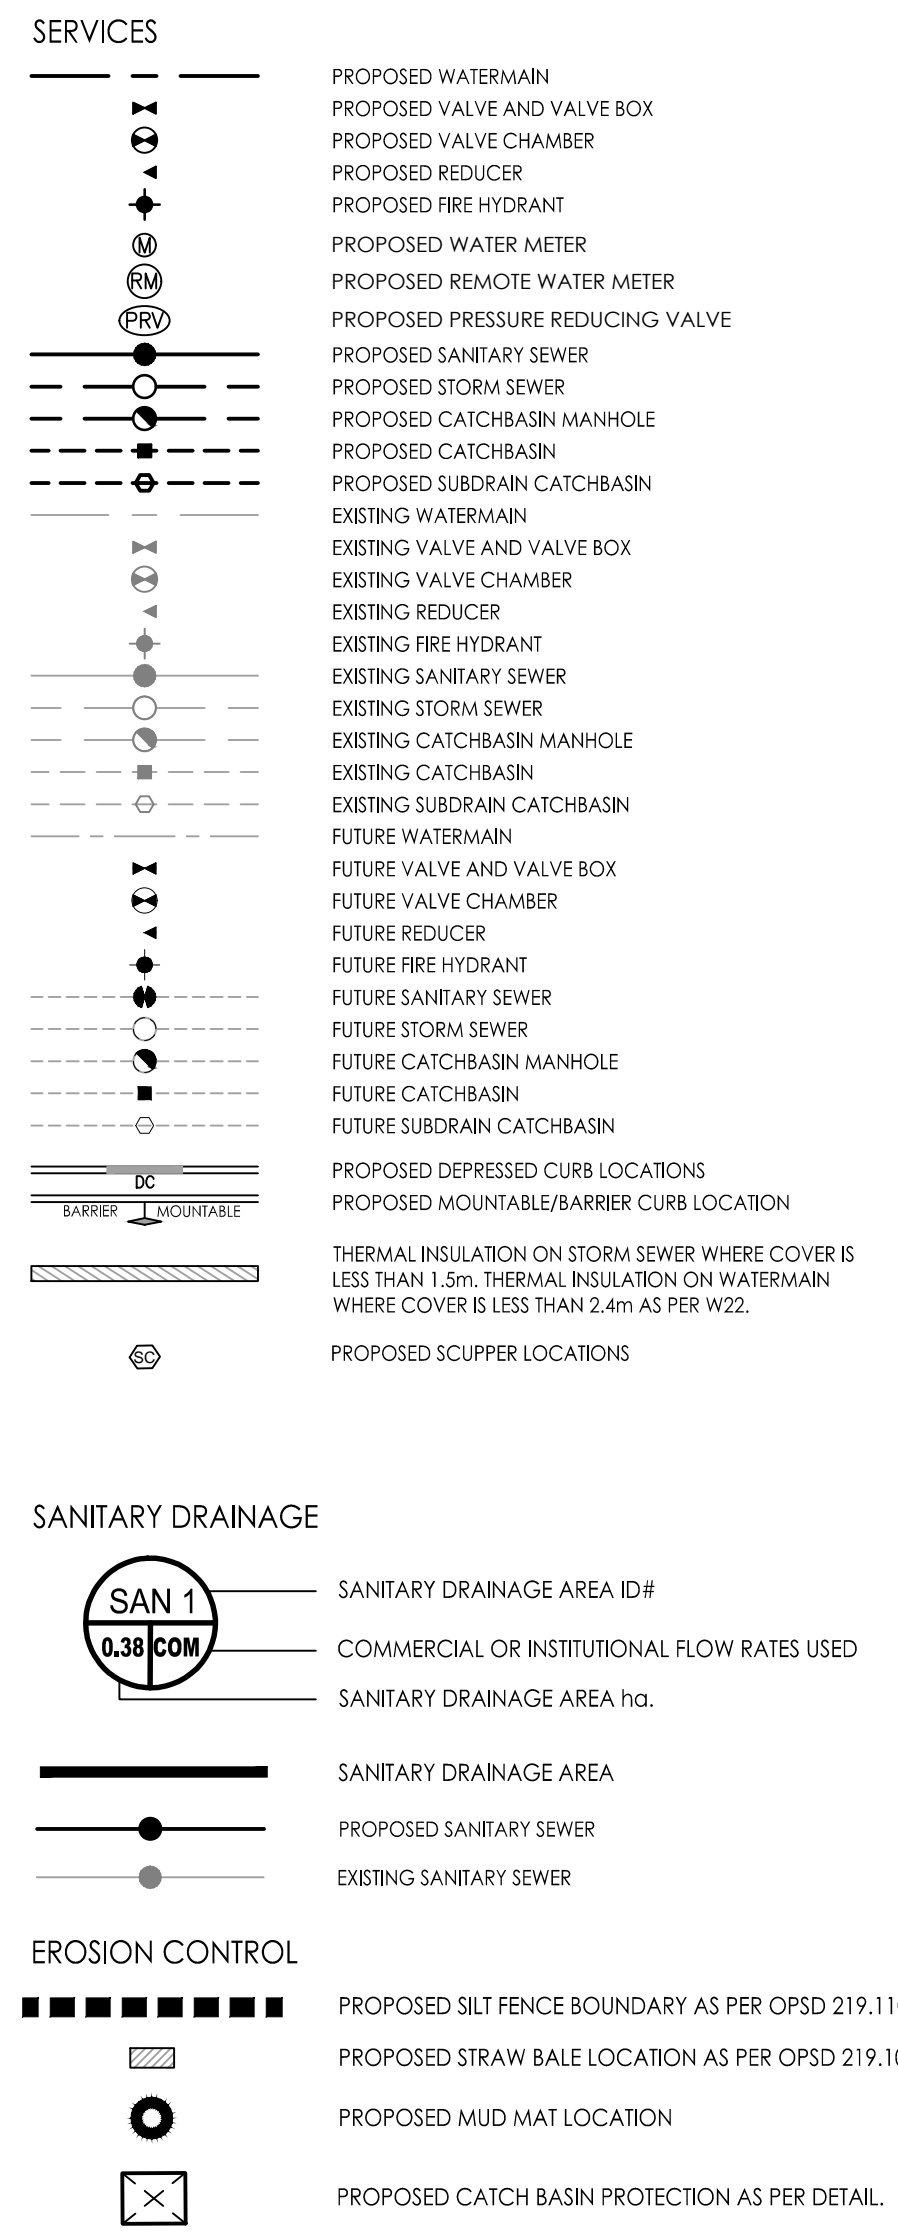 SERVICES
PROPOSED WATERMAIN
PROPOSED VALVE AND VALVE BOX
PROPOSED VALVE CHAMBER
PROPOSED REDUCER
PROPOSED FIRE HYDRANT
M PROPOSED WATER METER
RM PROPOSED REMOTE WATER METER
PRV PROPOSED PRESSURE REDUCING VALVE
PROPOSED SANITARY SEWER
PROPOSED STORM SEWER
PROPOSED CATCHBASIN MANHOLE
PROPOSED CATCHBASIN
PROPOSED SUBDRAIN CATCHBASIN
EXISTING WATERMAIN
EXISTING VALVE AND VALVE BOX
EXISTING VALVE CHAMBER
EXISTING REDUCER
EXISTING FIRE HYDRANT
EXISTING SANITARY SEWER
EXISTING STORM SEWER
EXISTING CATCHBASIN MANHOLE
EXISTING CATCHBASIN
EXISTING SUBDRAIN CATCHBASIN
FUTURE WATERMAIN
FUTURE VALVE AND VALVE BOX
FUTURE VALVE CHAMBER
FUTURE REDUCER
FUTURE FIRE HYDRANT
FUTURE SANITARY SEWER
FUTURE STORM SEWER
FUTURE CATCHBASIN MANHOLE
FUTURE CATCHBASIN
FUTURE SUBDRAIN CATCHBASIN
DC PROPOSED DEPRESSED CURB LOCATIONS
BARRIER MOUNTABLE PROPOSED MOUNTABLE/BARRIER CURB LOCATION
THERMAL INSULATION ON STORM SEWER WHERE COVER IS
LESS THAN 1.5m. THERMAL INSULATION ON WATERMAIN
WHERE COVER IS LESS THAN 2.4m AS PER W22.
SC PROPOSED SCUPPER LOCATIONS
SANITARY DRAINAGE
SAN 1 SANITARY DRAINAGE AREA ID#
0.38 COM COMMERCIAL OR INSTITUTIONAL FLOW RATES USED
SANITARY DRAINAGE AREA ha.
SANITARY DRAINAGE AREA
PROPOSED SANITARY SEWER
EXISTING SANITARY SEWER
EROSION CONTROL
PROPOSED SILT FENCE BOUNDARY AS PER OPSD
PROPOSED STRAW BALE LOCATION AS PER OPSD
PROPOSED MUD MAT LOCATION
PROPOSED CATCH BASIN PROTECTION AS PER DETAIL.